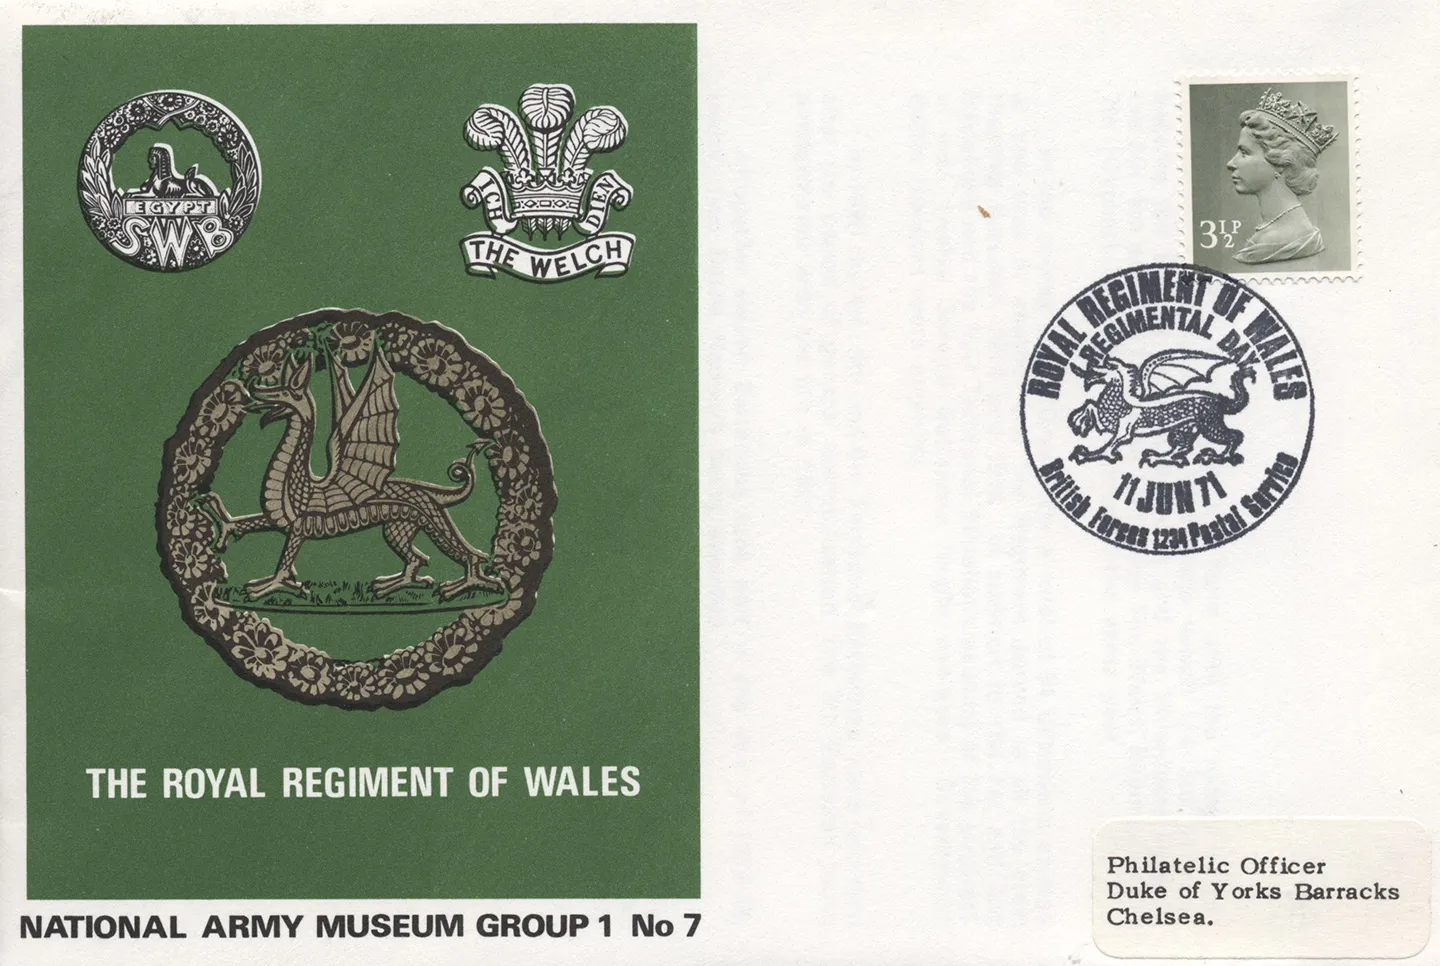 EGYPT
SWB
ICH DIEN
THE WELCH
THE ROYAL REGIMENT OF WALES
NATIONAL ARMY MUSEUM GROUP 1 No 7
3½P
ROYAL REGIMENT OF WALES
REGIMENTAL DAY
11 JUN 71
British Forces 1234 Postal Service
Philatelic Officer
Duke of Yorks Barracks
Chelsea.